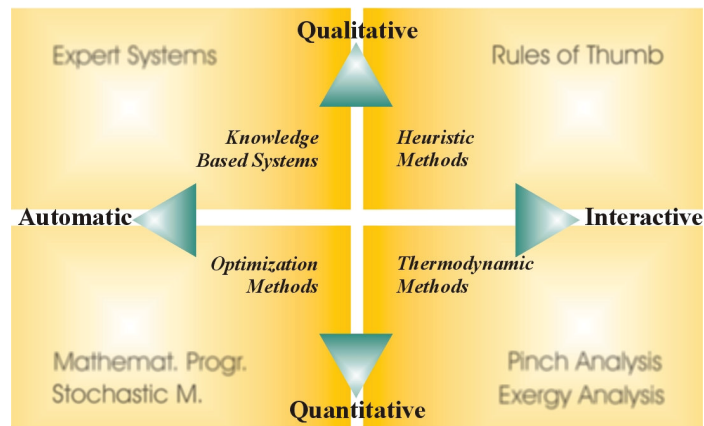 Qualitative
Expert Systems
Rules of Thumb
Knowledge
Based Systems
Heuristic
Methods
Automatic
Interactive
Optimization
Methods
Thermodynamic
Methods
Mathemat. Progr.
Stochastic M.
Pinch Analysis
Exergy Analysis
Quantitative